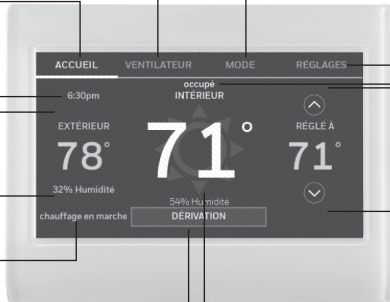 ACCUEIL VENTILATEUR MODE RÉGLAGES
occupé
6:30pm INTÉRIEUR
EXTÉRIEUR 71° RÉGLÉ À
78° 71°
32% Humidité
54% Humidité
chauffage en marche DÉRIVATION